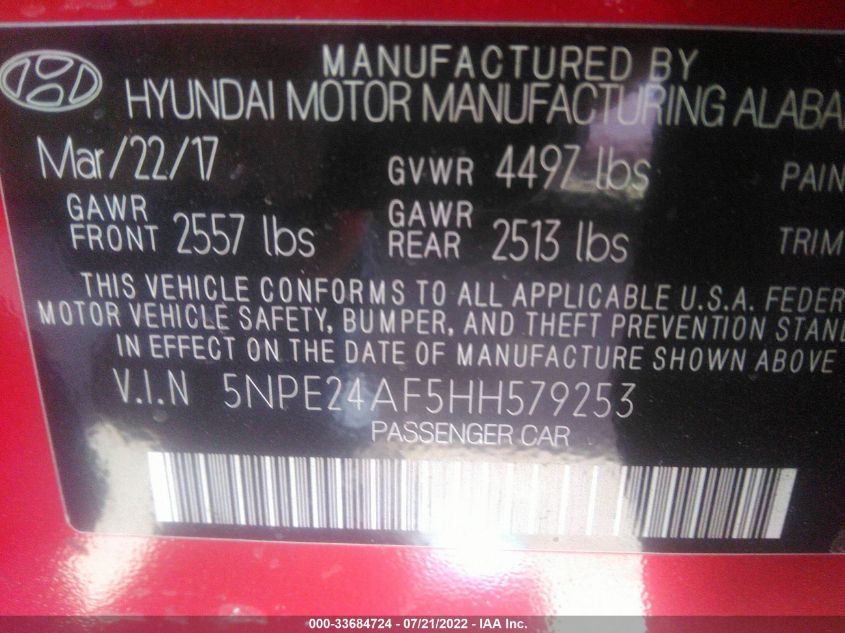 MANUFACTURED BY
HYUNDAI MOTOR MANUFACTURING ALABA
Mar/22/17 GVWR 4497 lbs PAIN
GAWR FRONT 2557 lbs GAWR REAR 2513 lbs TRIM
THIS VEHICLE CONFORMS TO ALL APPLICABLE U.S.A. FEDER
MOTOR VEHICLE SAFETY, BUMPER, AND THEFT PREVENTION STAN
IN EFFECT ON THE DATE OF MANUFACTURE SHOWN ABOVE
V.I.N 5NPE24AF5HH579253
PASSENGER CAR
000-33684724 - 07/21/2022 - IAA Inc.